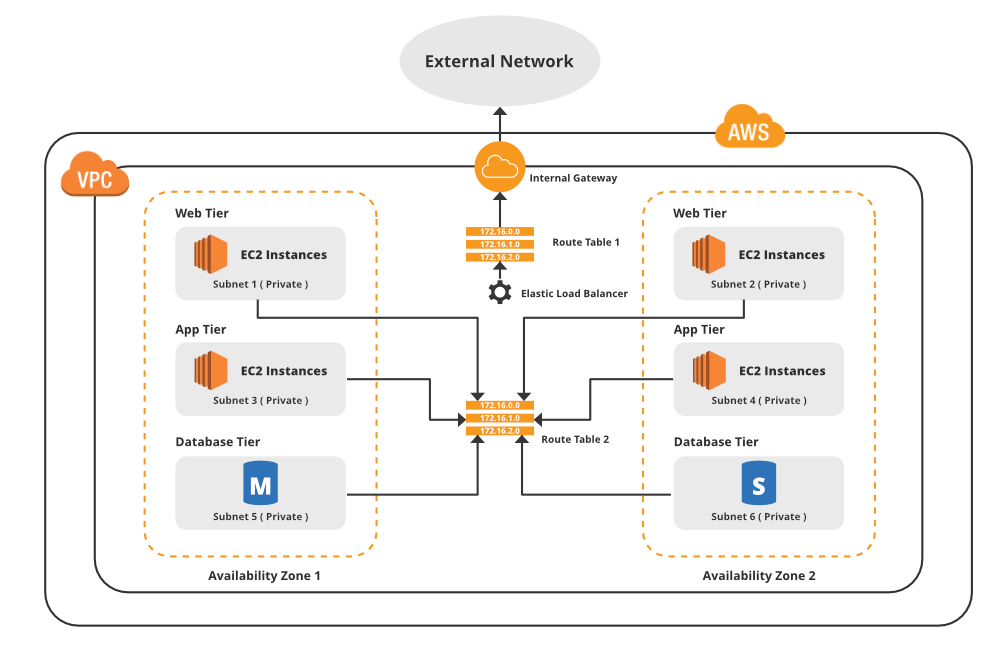 External Network
AWS
VPC
Internal Gateway
Web Tier
EC2 Instances
Subnet 1 ( Private )
172.16.0.0
172.16.1.0
172.16.2.0
Route Table 1
Elastic Load Balancer
Web Tier
EC2 Instances
Subnet 2 ( Private )
App Tier
EC2 Instances
Subnet 3 ( Private )
App Tier
EC2 Instances
Subnet 4 ( Private )
172.16.0.0
172.16.1.0
172.16.2.0
Route Table 2
Database Tier
M
Subnet 5 ( Private )
Database Tier
S
Subnet 6 ( Private )
Availability Zone 1
Availability Zone 2